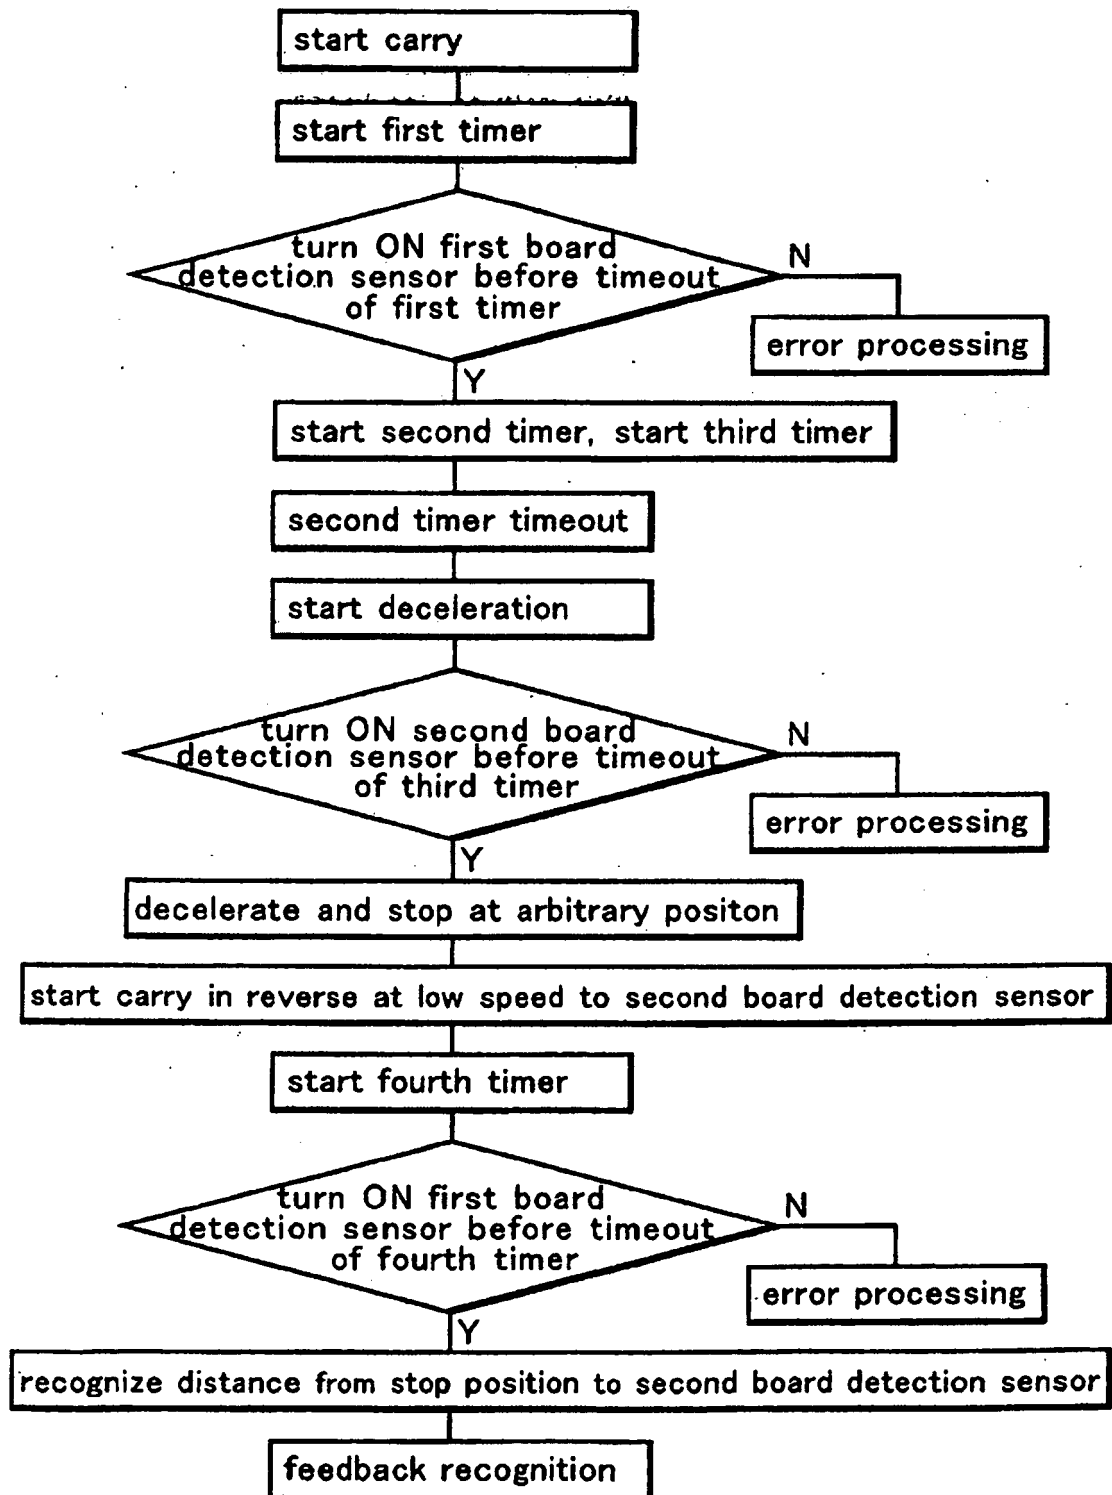 start carry
start first timer
turn ON first board
detection sensor before timeout
of first timer
N
error processing
Y
start second timer, start third timer
second timer timeout
start deceleration
turn ON second board
detection sensor before timeout
of third timer
N
error processing
Y
decelerate and stop at arbitrary positon
start carry in reverse at low speed to second board detection sensor
start fourth timer
turn ON first board
detection sensor before timeout
of fourth timer
N
error processing
Y
recognize distance from stop position to second board detection sensor
feedback recognition